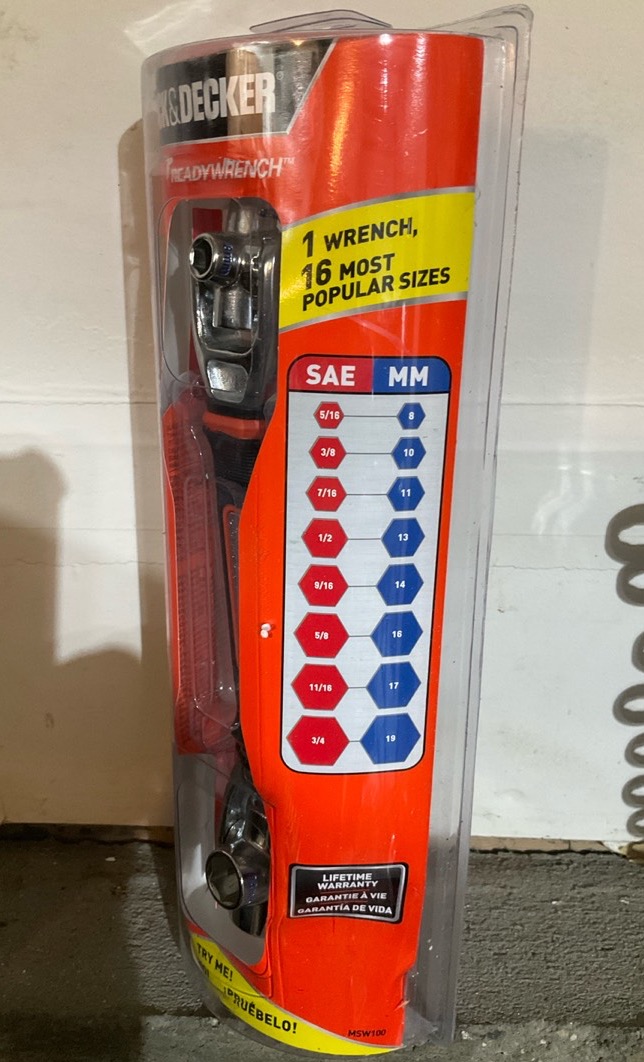 K&DECKER®
READYWRENCH™
1 WRENCH,
16 MOST
POPULAR SIZES
SAE MM
5/16 8
3/8 10
7/16 11
1/2 13
9/16 14
5/8 16
11/16 17
3/4 19
LIFETIME
WARRANTY
GARANTIE À VIE
GARANTÍA DE VIDA
TRY ME!
¡PRUÉBELO!
MSW100